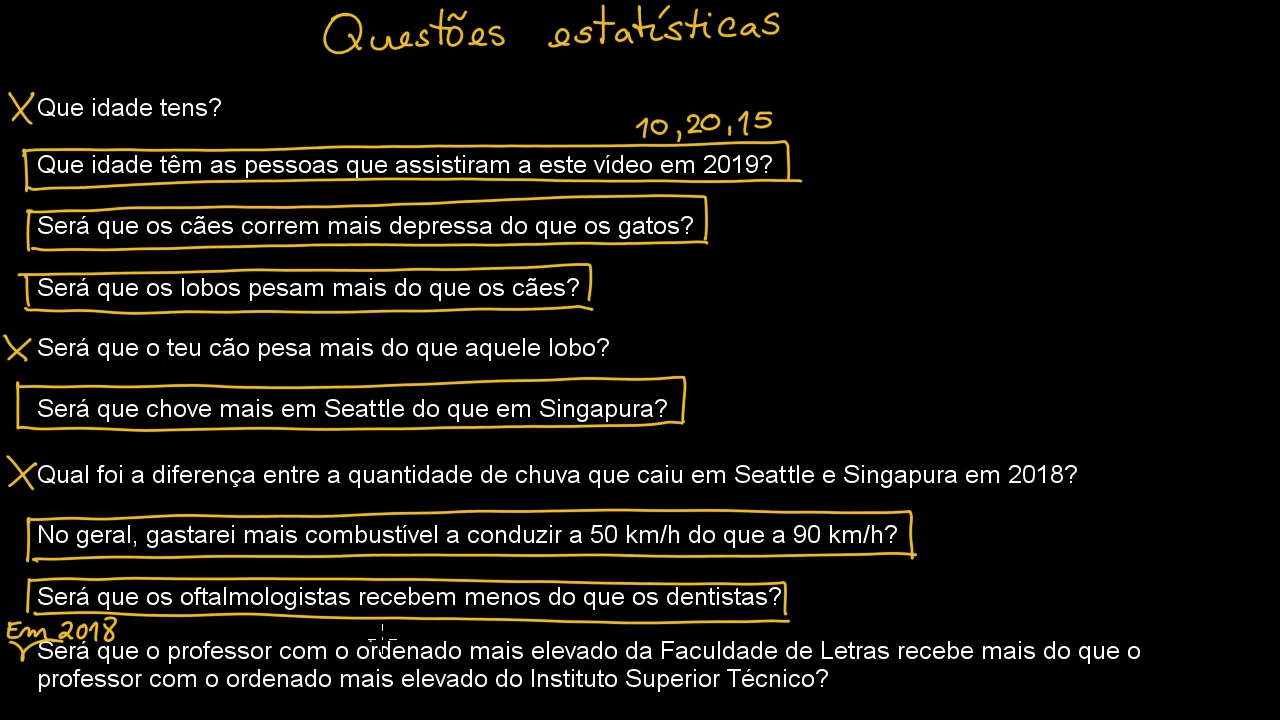 Questões estatísticas
Que idade tens?
10, 20, 15
Que idade têm as pessoas que assistiram a este vídeo em 2019?
Será que os cães correm mais depressa do que os gatos?
Será que os lobos pesam mais do que os cães?
Será que o teu cão pesa mais do que aquele lobo?
Será que chove mais em Seattle do que em Singapura?
Qual foi a diferença entre a quantidade de chuva que caiu em Seattle e Singapura em 2018?
No geral, gastarei mais combustível a conduzir a 50 km/h do que a 90 km/h?
Será que os oftalmologistas recebem menos do que os dentistas?
Em 2018
Será que o professor com o ordenado mais elevado da Faculdade de Letras recebe mais do que o
professor com o ordenado mais elevado do Instituto Superior Técnico?